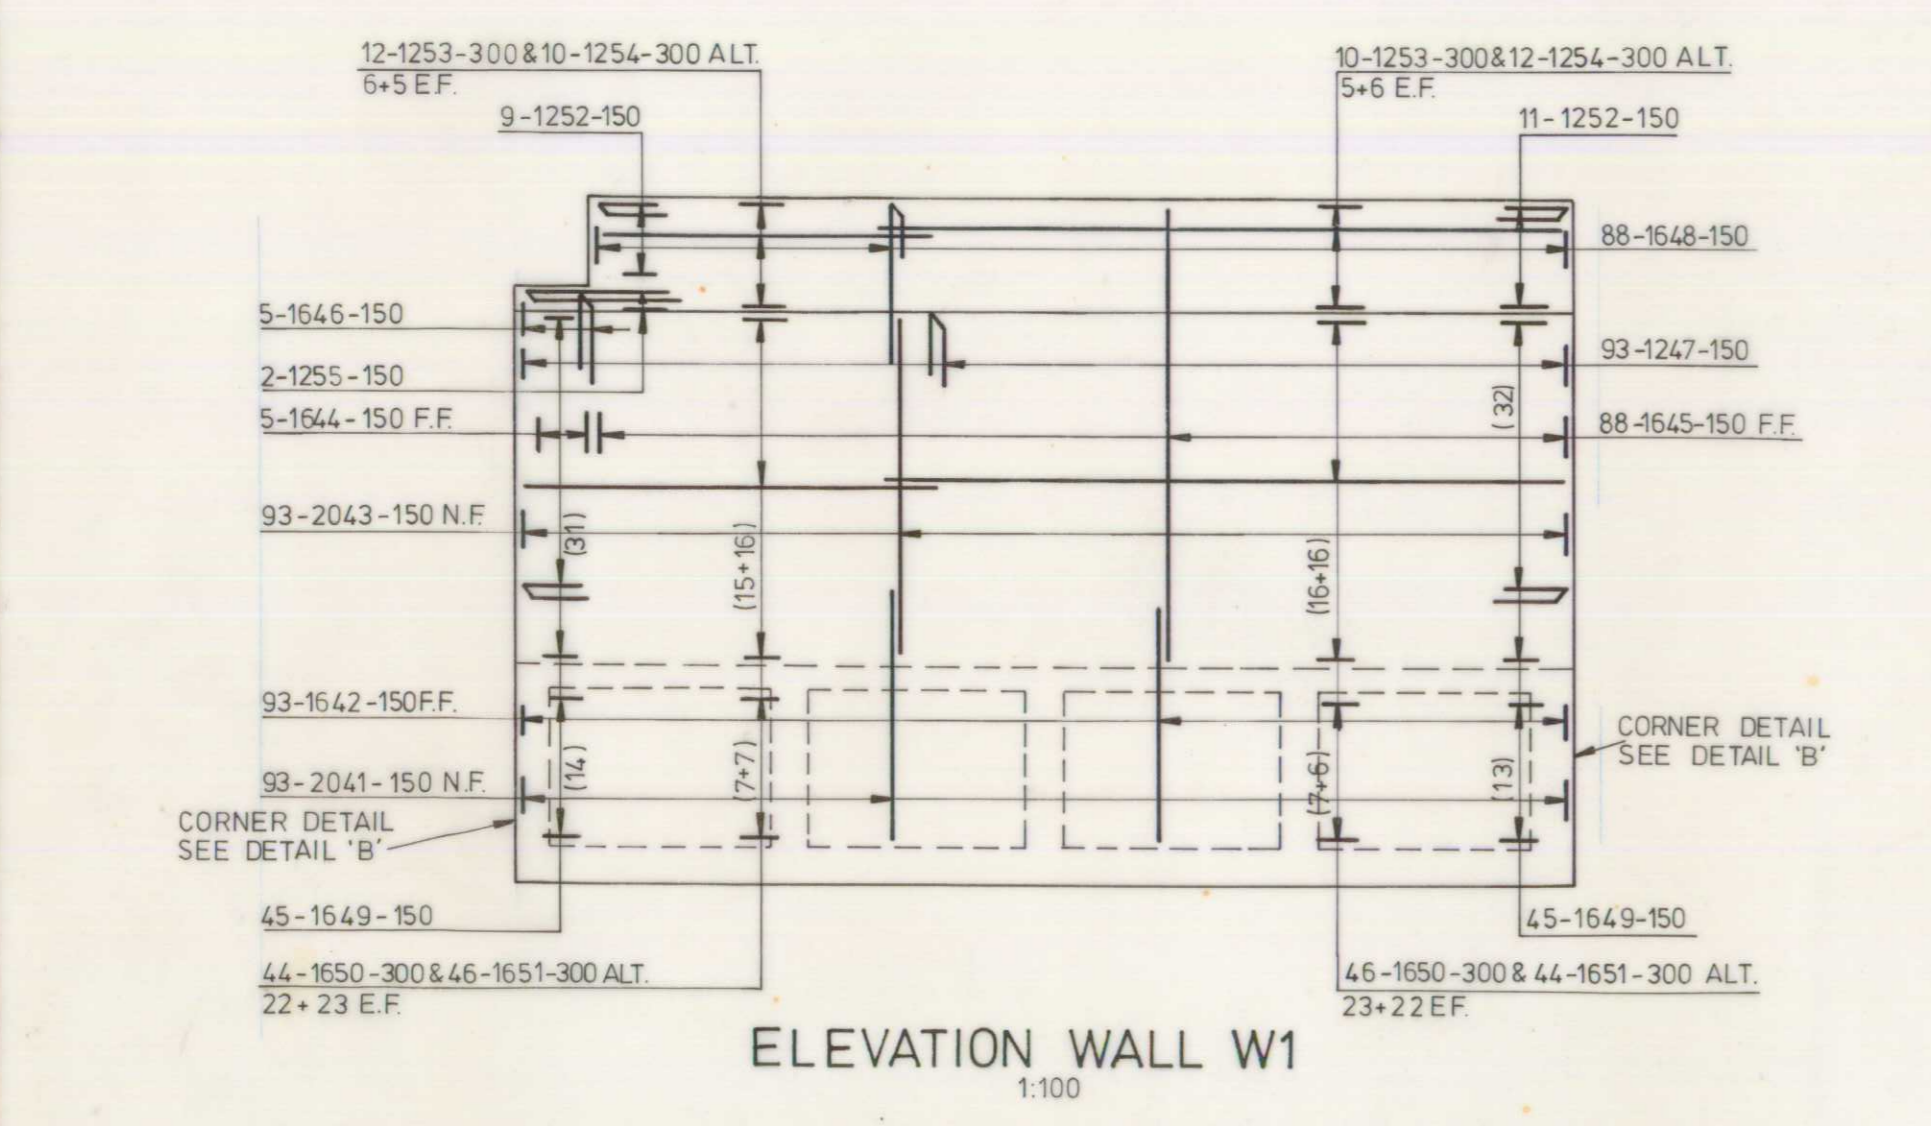 12-1253-300&10-1254-300 ALT.
6+5 E.F.
10-1253-300&12-1254-300 ALT.
5+6 E.F.
9-1252-150
11-1252-150
88-1648-150
5-1646-150
93-1247-150
2-1255-150
5-1644-150 F.F.
(32)
88-1645-150 F.F.
93-2043-150 N.F.
(31)
(15+16)
(16+16)
93-1642-150F.F.
CORNER DETAIL
SEE DETAIL 'B'
(14)
(7+7)
(7+6)
(13)
93-2041-150 N.F.
CORNER DETAIL
SEE DETAIL 'B'
45-1649-150
45-1649-150
44-1650-300&46-1651-300 ALT.
22+23 E.F.
46-1650-300&44-1651-300 ALT.
23+22 E.F.
ELEVATION WALL W1
1:100